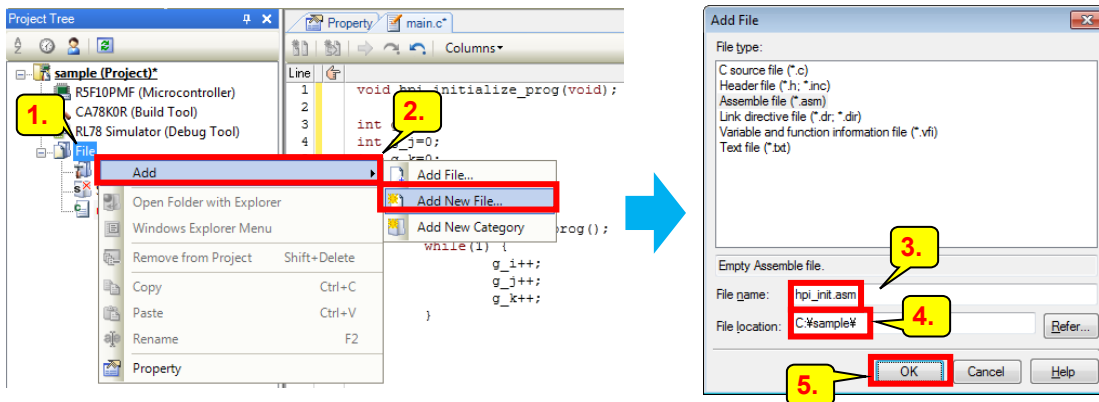 Project Tree
Property
main.c*
Columns
sample (Project)*
R5F10PMF (Microcontroller)
CA78K0R (Build Tool)
RL78 Simulator (Debug Tool)
File
1.
Line
1 void hpi_initialize_prog(void);
2
3 int
4 int g_j=0;
g_k=0;
2.
Add
Open Folder with Explorer
Windows Explorer Menu
Remove from Project Shift+Delete
Copy Ctrl+C
Paste Ctrl+V
Rename F2
Property
Add File...
Add New File...
Add New Category
prog();
while(1) {
g_i++;
g_j++;
g_k++;
}
Add File
File type:
C source file (*.c)
Header file (*.h; *.inc)
Assemble file (*.asm)
Link directive file (*.dr; *.dir)
Variable and function information file (*.vfi)
Text file (*.txt)
Empty Assemble file.
3.
File name: hpi_init.asm
File location: C:¥sample¥
4.
Refer...
5.
OK Cancel Help